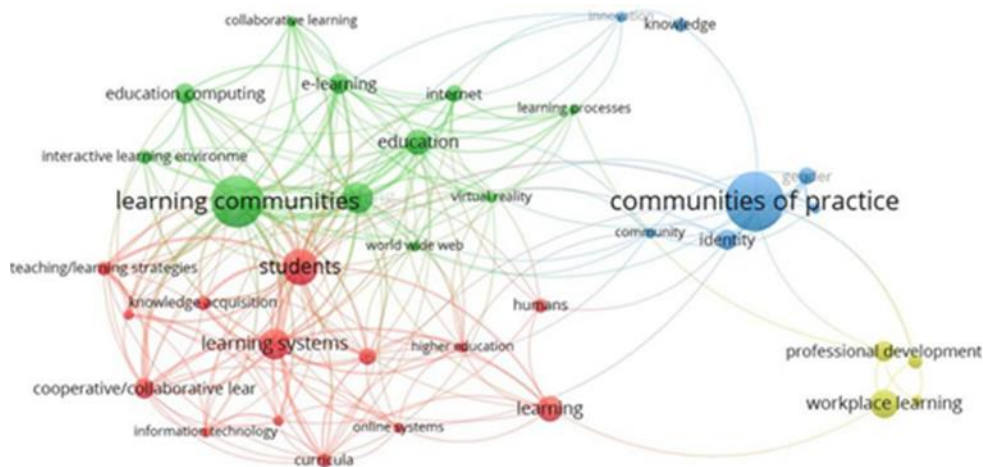 collaborative learning
innovation
knowledge
e-learning
education computing
internet
learning processes
education
interactive learning environme
learning communities
virtual reality
communities of practice
gender
community
identity
world wide web
students
teaching/learning strategies
knowledge acquisition
humans
learning systems
higher education
professional development
cooperative/collaborative lear
workplace learning
learning
information technology
online systems
curricula